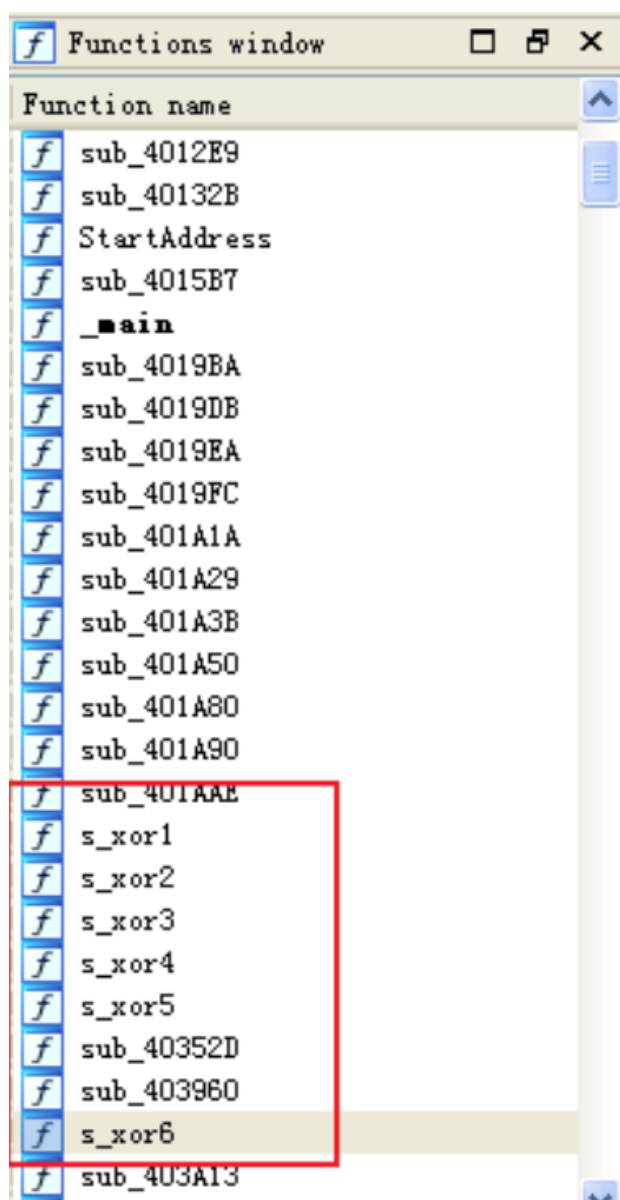 Functions window
Function name
sub_4012E9
sub_40132B
StartAddress
sub_4015B7
_main
sub_4019BA
sub_4019DB
sub_4019EA
sub_4019FC
sub_401A1A
sub_401A29
sub_401A3B
sub_401A50
sub_401A80
sub_401A90
sub_401AAE
s_xor1
s_xor2
s_xor3
s_xor4
s_xor5
sub_40352D
sub_403960
s_xor6
sub_403A13